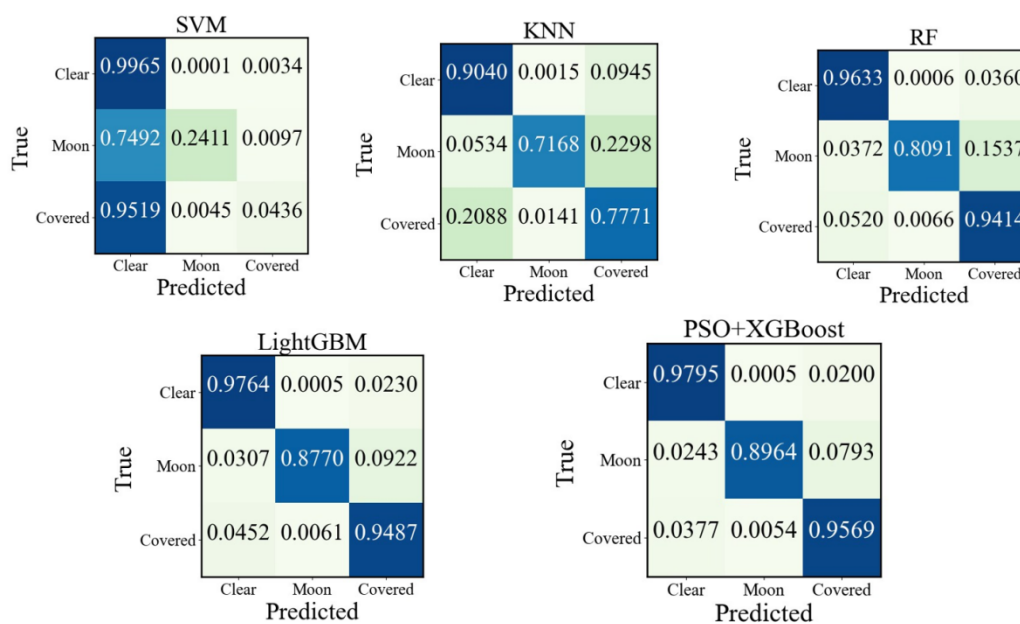 SVM
Clear 0.9965 0.0001 0.0034
Moon 0.7492 0.2411 0.0097
Covered 0.9519 0.0045 0.0436
True
Clear Moon Covered
Predicted
KNN
Clear 0.9040 0.0015 0.0945
Moon 0.0534 0.7168 0.2298
Covered 0.2088 0.0141 0.7771
True
Clear Moon Covered
Predicted
RF
Clear 0.9633 0.0006 0.0360
Moon 0.0372 0.8091 0.1537
Covered 0.0520 0.0066 0.9414
True
Clear Moon Covered
Predicted
LightGBM
Clear 0.9764 0.0005 0.0230
Moon 0.0307 0.8770 0.0922
Covered 0.0452 0.0061 0.9487
True
Clear Moon Covered
Predicted
PSO+XGBoost
Clear 0.9795 0.0005 0.0200
Moon 0.0243 0.8964 0.0793
Covered 0.0377 0.0054 0.9569
True
Clear Moon Covered
Predicted